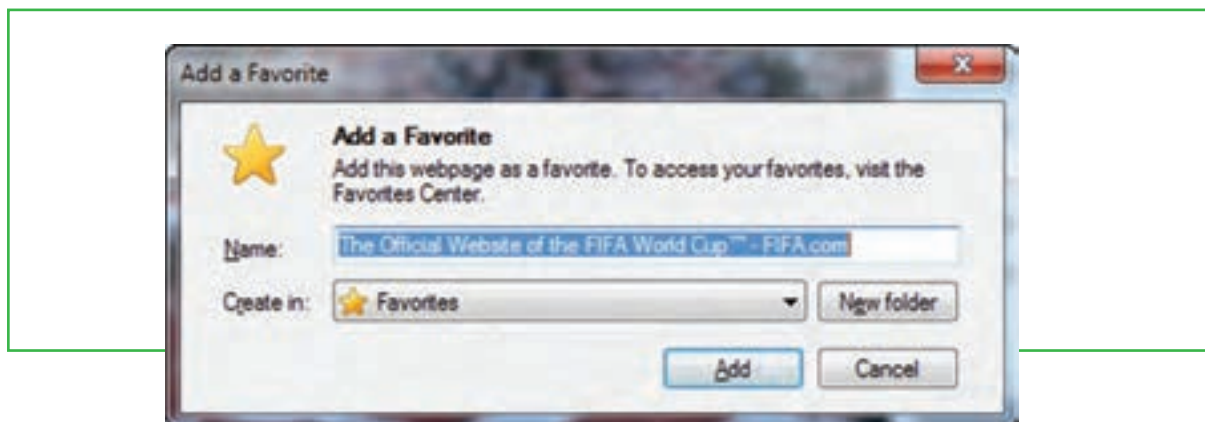 Add a Favorite
Add a Favorite
Add this webpage as a favorite. To access your favorites, visit the
Favorites Center.
Name: The Official Website of the FIFA World Cup™ - FIFA.com
Create in: Favorites New folder
Add Cancel